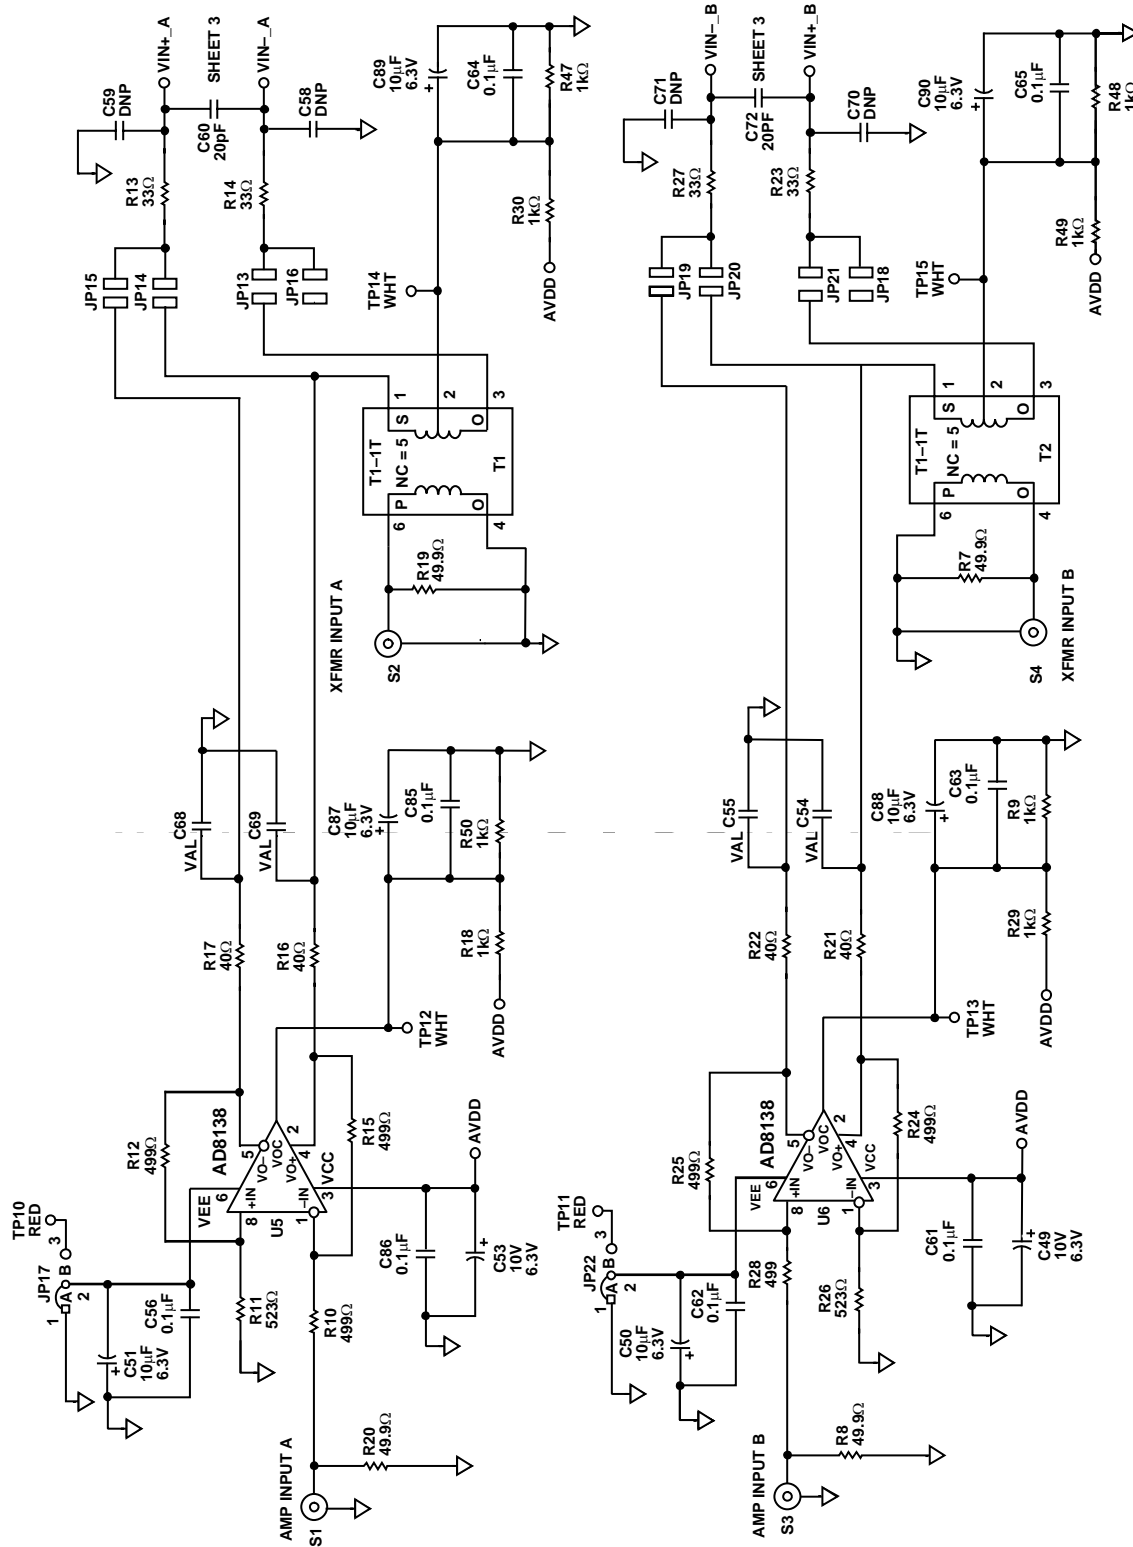 TP10
RED
3
JP17
A B
1
2
C51
10µF
6.3V
C56
0.1µF
R12
499Ω
R11
523Ω
VEE
AD8138
6
5
8
+IN
VO–
VOC
2
VO+
4
–IN
1
U5
3
VCC
R10
499Ω
R15
499Ω
C86
0.1µF
C53
10V
6.3V
AVDD
AMP INPUT A
S1
R20
49.9Ω
R17
40Ω
R16
40Ω
C68
VAL
C69
VAL
C87
10µF
6.3V
C85
0.1µF
R50
1kΩ
R18
1kΩ
AVDD
TP12
WHT
XFMR INPUT A
S2
R19
49.9Ω
T1–1T
NC = 5
P
S
O
O
T1
6
4
1
2
3
JP15
JP14
JP13
JP16
TP14
WHT
R13
33Ω
R14
33Ω
C59
DNP
C60
20pF
C58
DNP
VIN+_A
SHEET 3
VIN–_A
C89
10µF
6.3V
C64
0.1µF
R47
1kΩ
R30
1kΩ
AVDD
TP11
RED
3
JP22
A B
1
2
C50
10µF
6.3V
C62
0.1µF
R25
499Ω
R28
499
VEE
AD8138
6
5
8
+IN
VO–
VOC
2
VO+
4
–IN
1
U6
3
VCC
R26
523Ω
R24
499Ω
C61
0.1µF
C49
10V
6.3V
AVDD
AMP INPUT B
S3
R8
49.9Ω
R22
40Ω
R21
40Ω
C55
VAL
C54
VAL
C88
10µF
6.3V
C63
0.1µF
R9
1kΩ
R29
1kΩ
AVDD
TP13
WHT
XFMR INPUT B
S4
R7
49.9Ω
T1–1T
NC = 5
P
S
O
O
T2
6
4
1
2
3
JP19
JP20
JP21
JP18
TP15
WHT
R27
33Ω
R23
33Ω
C71
DNP
C72
20PF
C70
DNP
VIN–_B
SHEET 3
VIN+_B
C90
10µF
6.3V
C65
0.1µF
R48
1kΩ
R49
1kΩ
AVDD